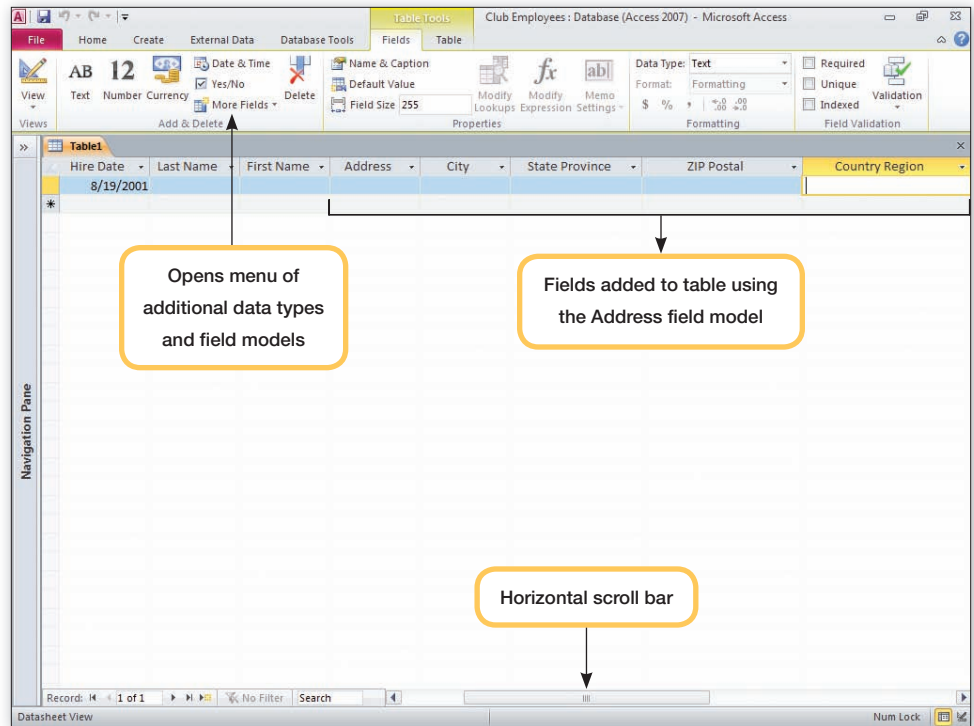 Table Tools
Club Employees : Database (Access 2007) - Microsoft Access
File Home Create External Data Database Tools Fields Table
View
Views
AB
Text
12
Number
Currency
Date & Time
Yes/No
More Fields
Delete
Add & Delete
Name & Caption
Default Value
Field Size 255
Modify Lookups
fx
Modify Expression
ab
Memo Settings
Properties
Data Type: Text
Format: Formatting
$ % , .0 .00 .00 .0
Formatting
Required
Unique
Indexed
Validation
Field Validation
Table1
Hire Date Last Name First Name Address City State Province ZIP Postal Country Region
8/19/2001
Opens menu of
additional data types
and field models
Fields added to table using
the Address field model
Navigation Pane
Horizontal scroll bar
Record: 1 of 1 No Filter Search
Datasheet View
Num Lock